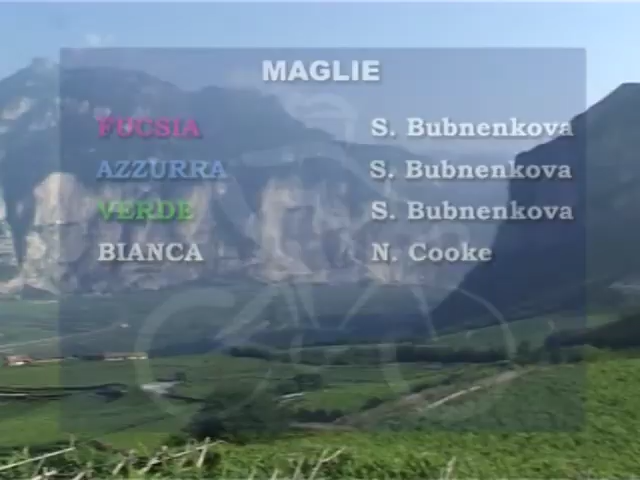 MAGLIE
FUCSIA S. Bubnenkova
AZZURRA S. Bubnenkova
VERDE S. Bubnenkova
BIANCA N. Cooke